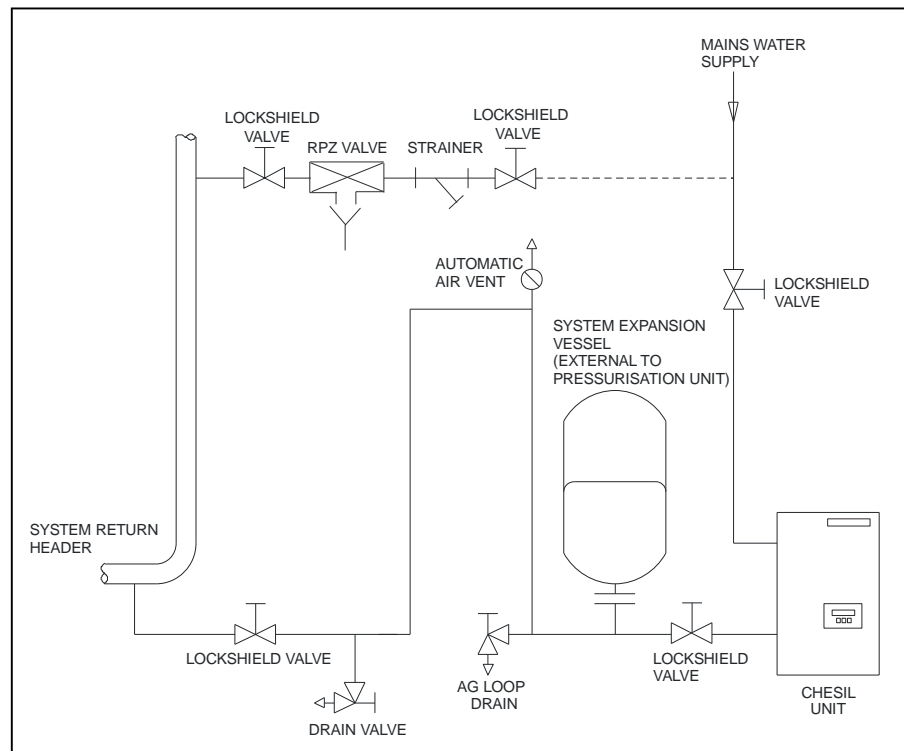 MAINS WATER
SUPPLY
LOCKSHIELD
VALVE
RPZ VALVE
STRAINER
LOCKSHIELD
VALVE
AUTOMATIC
AIR VENT
LOCKSHIELD
VALVE
SYSTEM EXPANSION
VESSEL
(EXTERNAL TO
PRESSURISATION UNIT)
SYSTEM RETURN
HEADER
LOCKSHIELD VALVE
DRAIN VALVE
AG LOOP
DRAIN
LOCKSHIELD
VALVE
CHESIL
UNIT